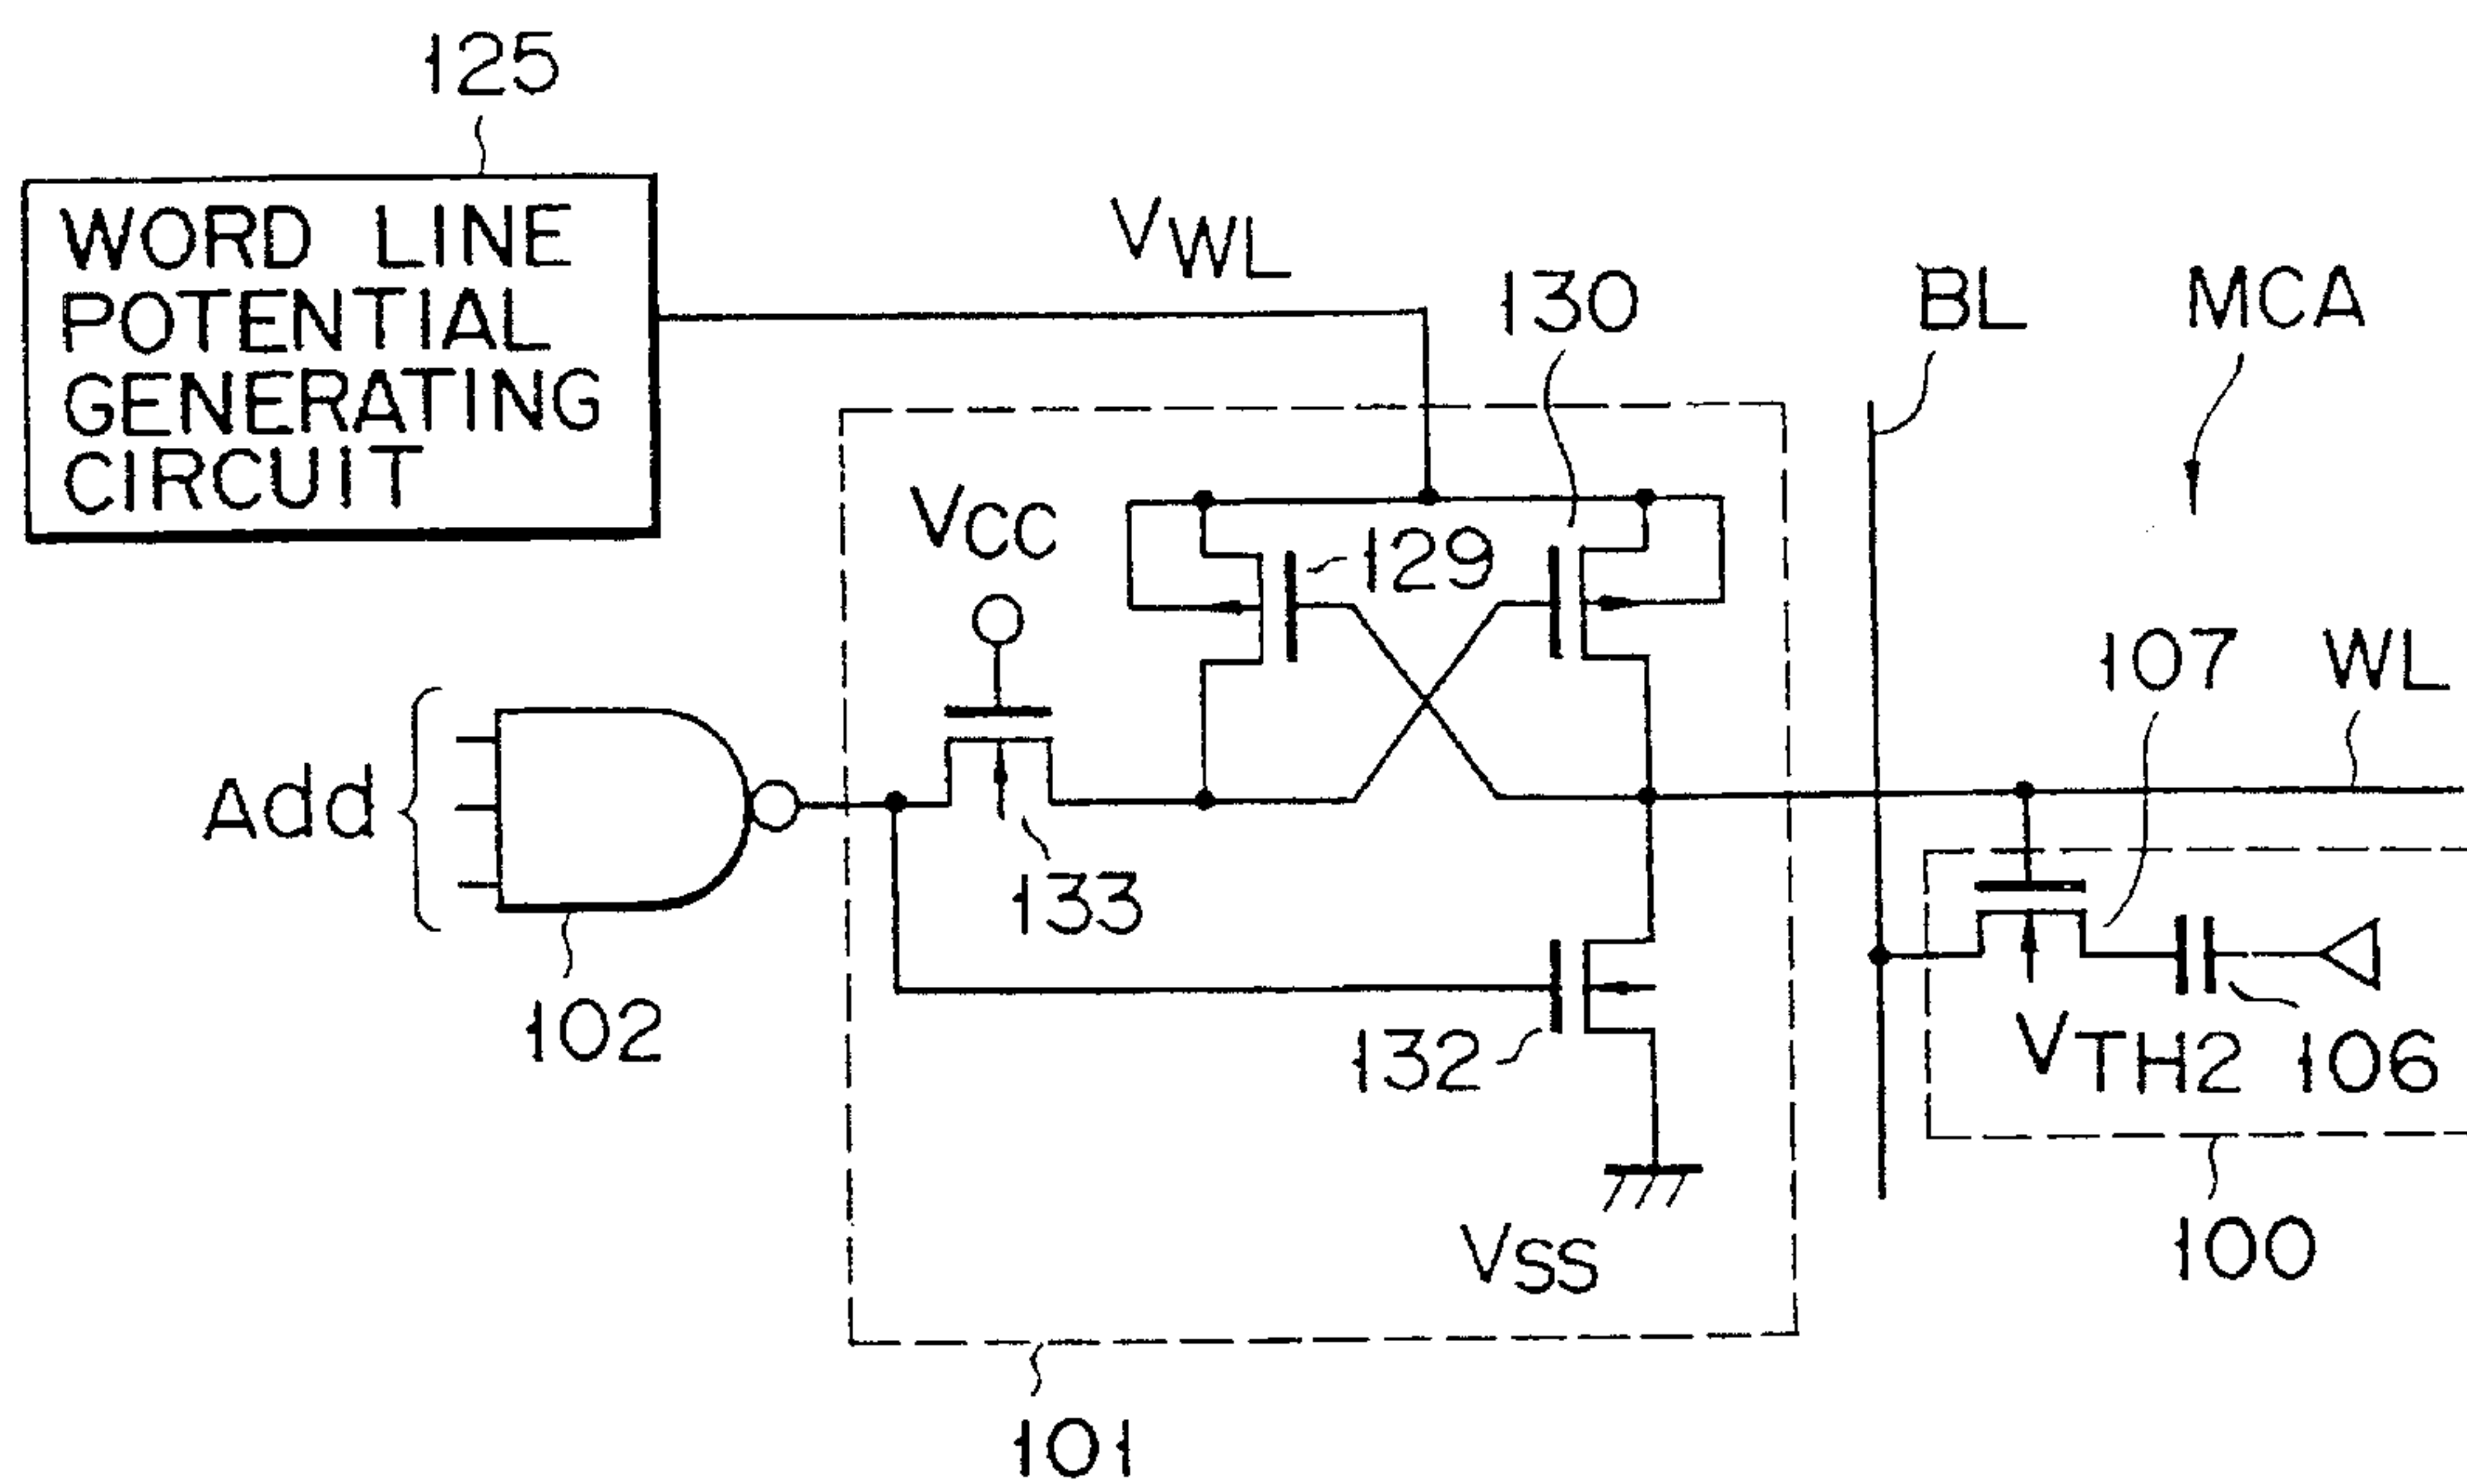 125
WORD LINE
POTENTIAL
GENERATING
CIRCUIT
VWL
130
BL
MCA
VCC
129
107
WL
Add
133
102
132
VTH2
106
VSS
100
101